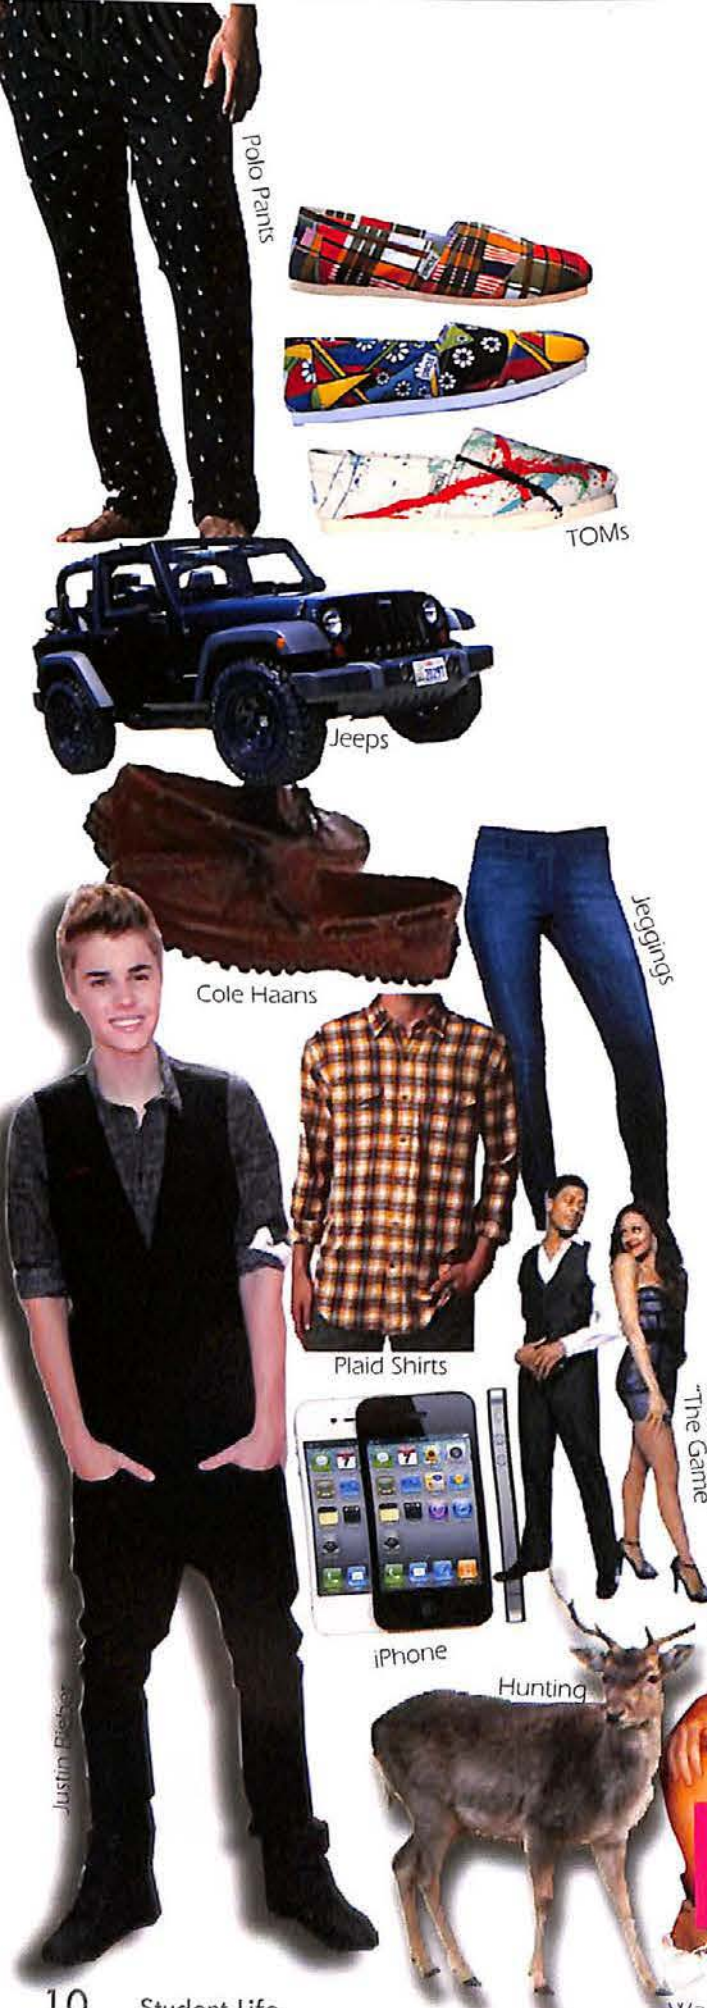 Polo Pants
TOMs
Jeeps
Cole Haans
Jeggings
Plaid Shirts
"The Game
iPhone
Hunting
Justin Bieber
10
Student Life